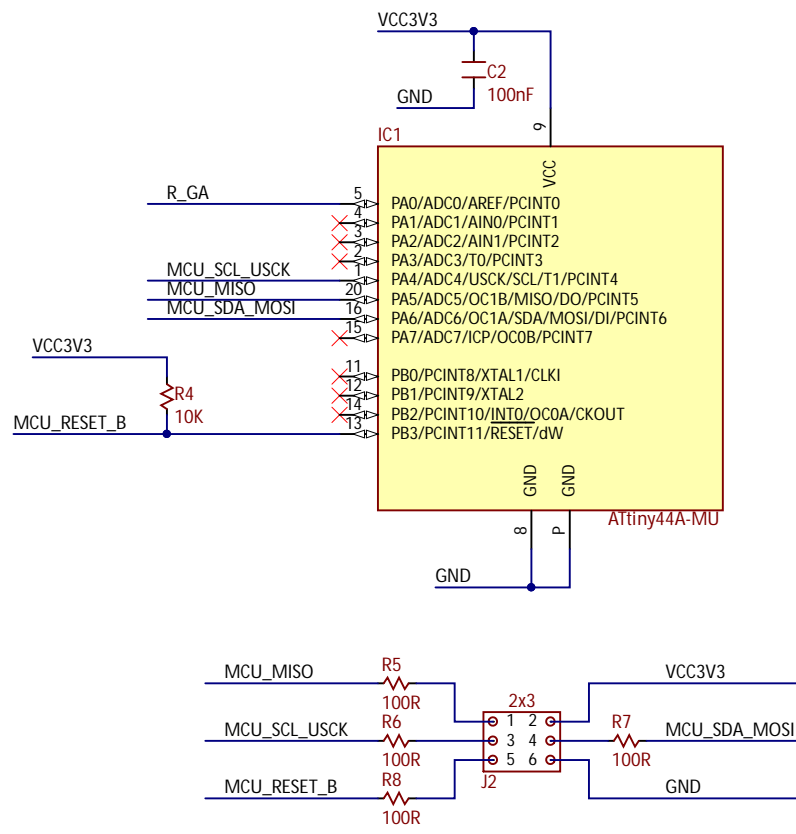 VCC3V3
C2
100nF
GND
IC1
9
VCC
R_GA
5
PA0/ADC0/AREF/PCINT0
4
PA1/ADC1/AIN0/PCINT1
3
PA2/ADC2/AIN1/PCINT2
2
PA3/ADC3/T0/PCINT3
MCU_SCL_USCK
1
PA4/ADC4/USCK/SCL/T1/PCINT4
MCU_MISO
20
PA5/ADC5/OC1B/MISO/DO/PCINT5
MCU_SDA_MOSI
16
PA6/ADC6/OC1A/SDA/MOSI/DI/PCINT6
15
PA7/ADC7/ICP/OC0B/PCINT7
VCC3V3
11
PB0/PCINT8/XTAL1/CLKI
R4
12
PB1/PCINT9/XTAL2
10K
14
PB2/PCINT10/INT0/OC0A/CKOUT
MCU_RESET_B
13
PB3/PCINT11/RESET/dW
GND
GND
ATtiny44A-MU
8
P
GND
MCU_MISO
R5
100R
VCC3V3
2x3
1 2
MCU_SCL_USCK
R6
100R
3 4
R7
100R
MCU_SDA_MOSI
5 6
J2
MCU_RESET_B
R8
100R
GND